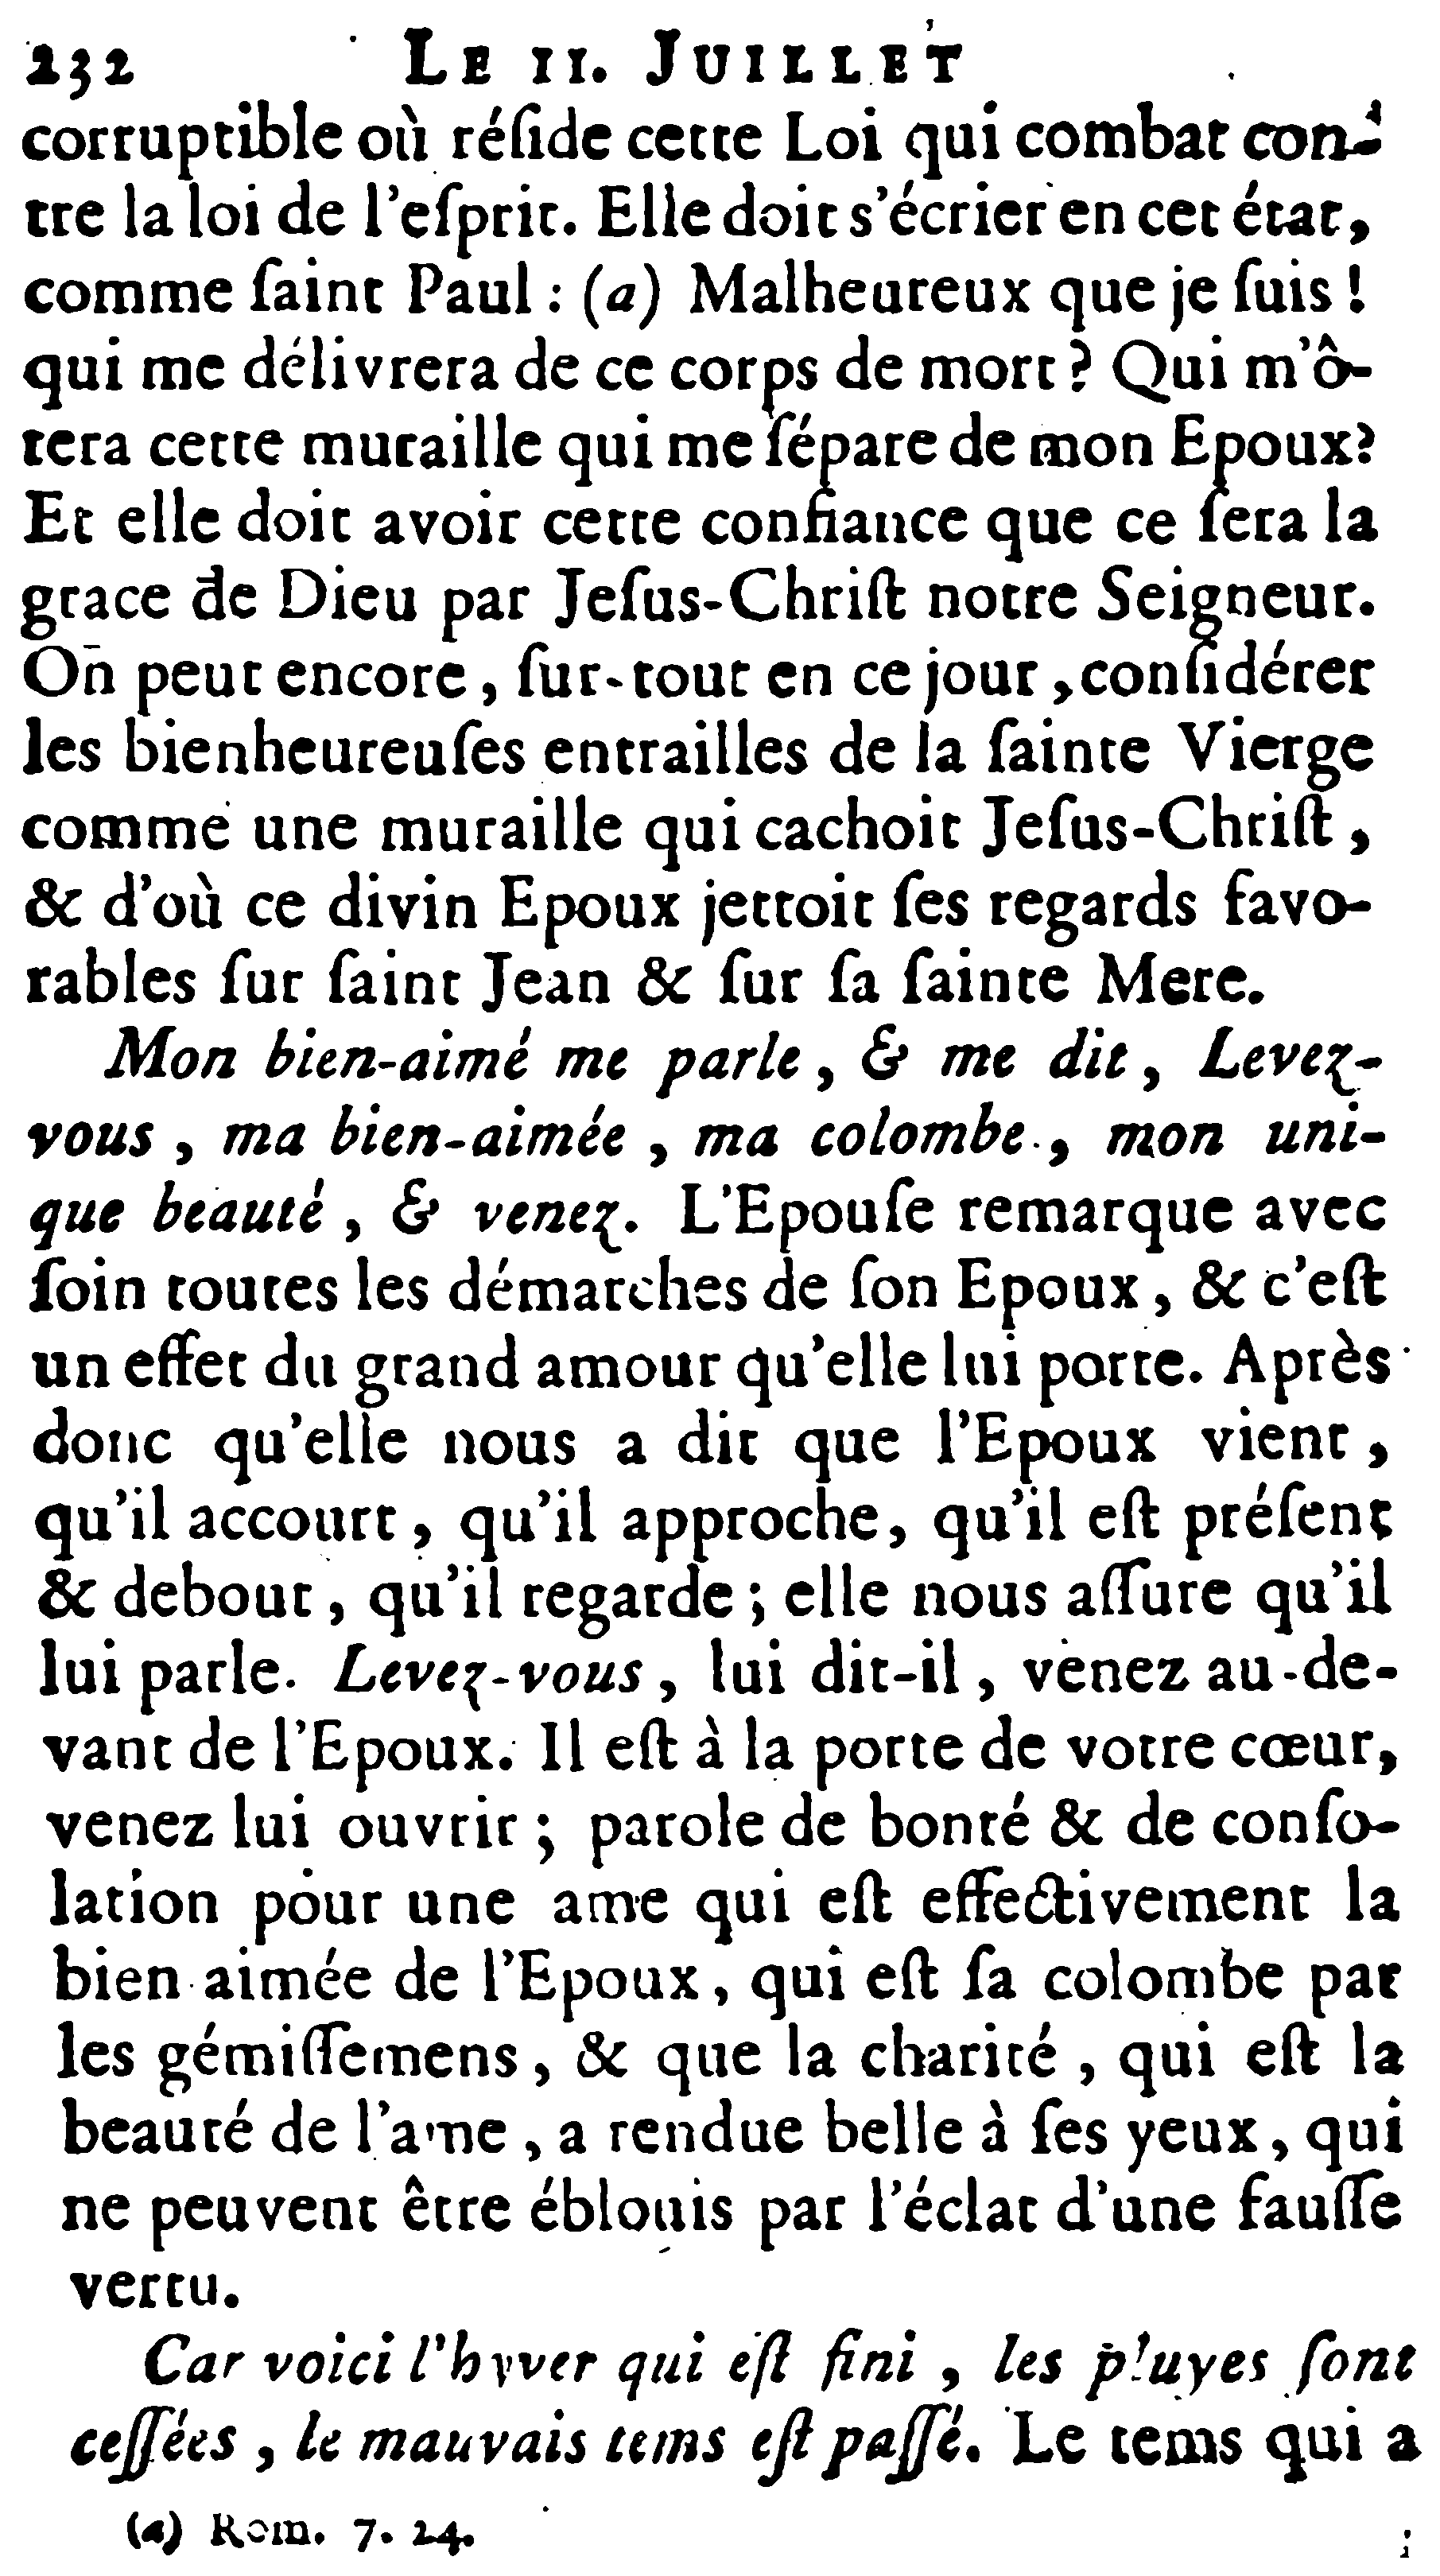 232 LE II. JUILLET
corruptible où réſide cette Loi qui combat con-
tre la loi de l'eſprit. Elle doit s'écrier en cet état,
comme ſaint Paul : (a) Malheureux que je ſuis !
qui me délivrera de ce corps de mort ? Qui m'ô-
tera cette muraille qui me ſépare de mon Epoux?
Et elle doit avoir cette confiance que ce ſera la
grace de Dieu par Jeſus-Chriſt notre Seigneur.
On peut encore, ſur-tout en ce jour, conſidérer
les bienheureuſes entrailles de la ſainte Vierge
comme une muraille qui cachoit Jeſus-Chriſt,
& d'où ce divin Epoux jettoit ſes regards favo-
rables ſur ſaint Jean & ſur ſa ſainte Mere.
Mon bien-aimé me parle, & me dit, Levez-
vous, ma bien-aimée, ma colombe, mon uni-
que beauté, & venez. L'Epouſe remarque avec
ſoin toutes les démarches de ſon Epoux, & c'eſt
un effet du grand amour qu'elle lui porte. Après
donc qu'elle nous a dit que l'Epoux vient,
qu'il accourt, qu'il approche, qu'il eſt préſent
& debout, qu'il regarde ; elle nous aſſure qu'il
lui parle. Levez-vous, lui dit-il, venez au-de-
vant de l'Epoux. Il eſt à la porte de votre cœur,
venez lui ouvrir ; parole de bonté & de conſo-
lation pour une ame qui eſt effectivement la
bien aimée de l'Epoux, qui eſt ſa colombe par
les gémiſſemens, & que la charité, qui eſt la
beauté de l'ame, a rendue belle à ſes yeux, qui
ne peuvent être éblouis par l'éclat d'une fauſſe
vertu.
Car voici l'hyver qui eſt fini, les pluyes ſont
ceſſées, le mauvais tems eſt paſſé. Le tems qui a
(a) Rom. 7. 24.